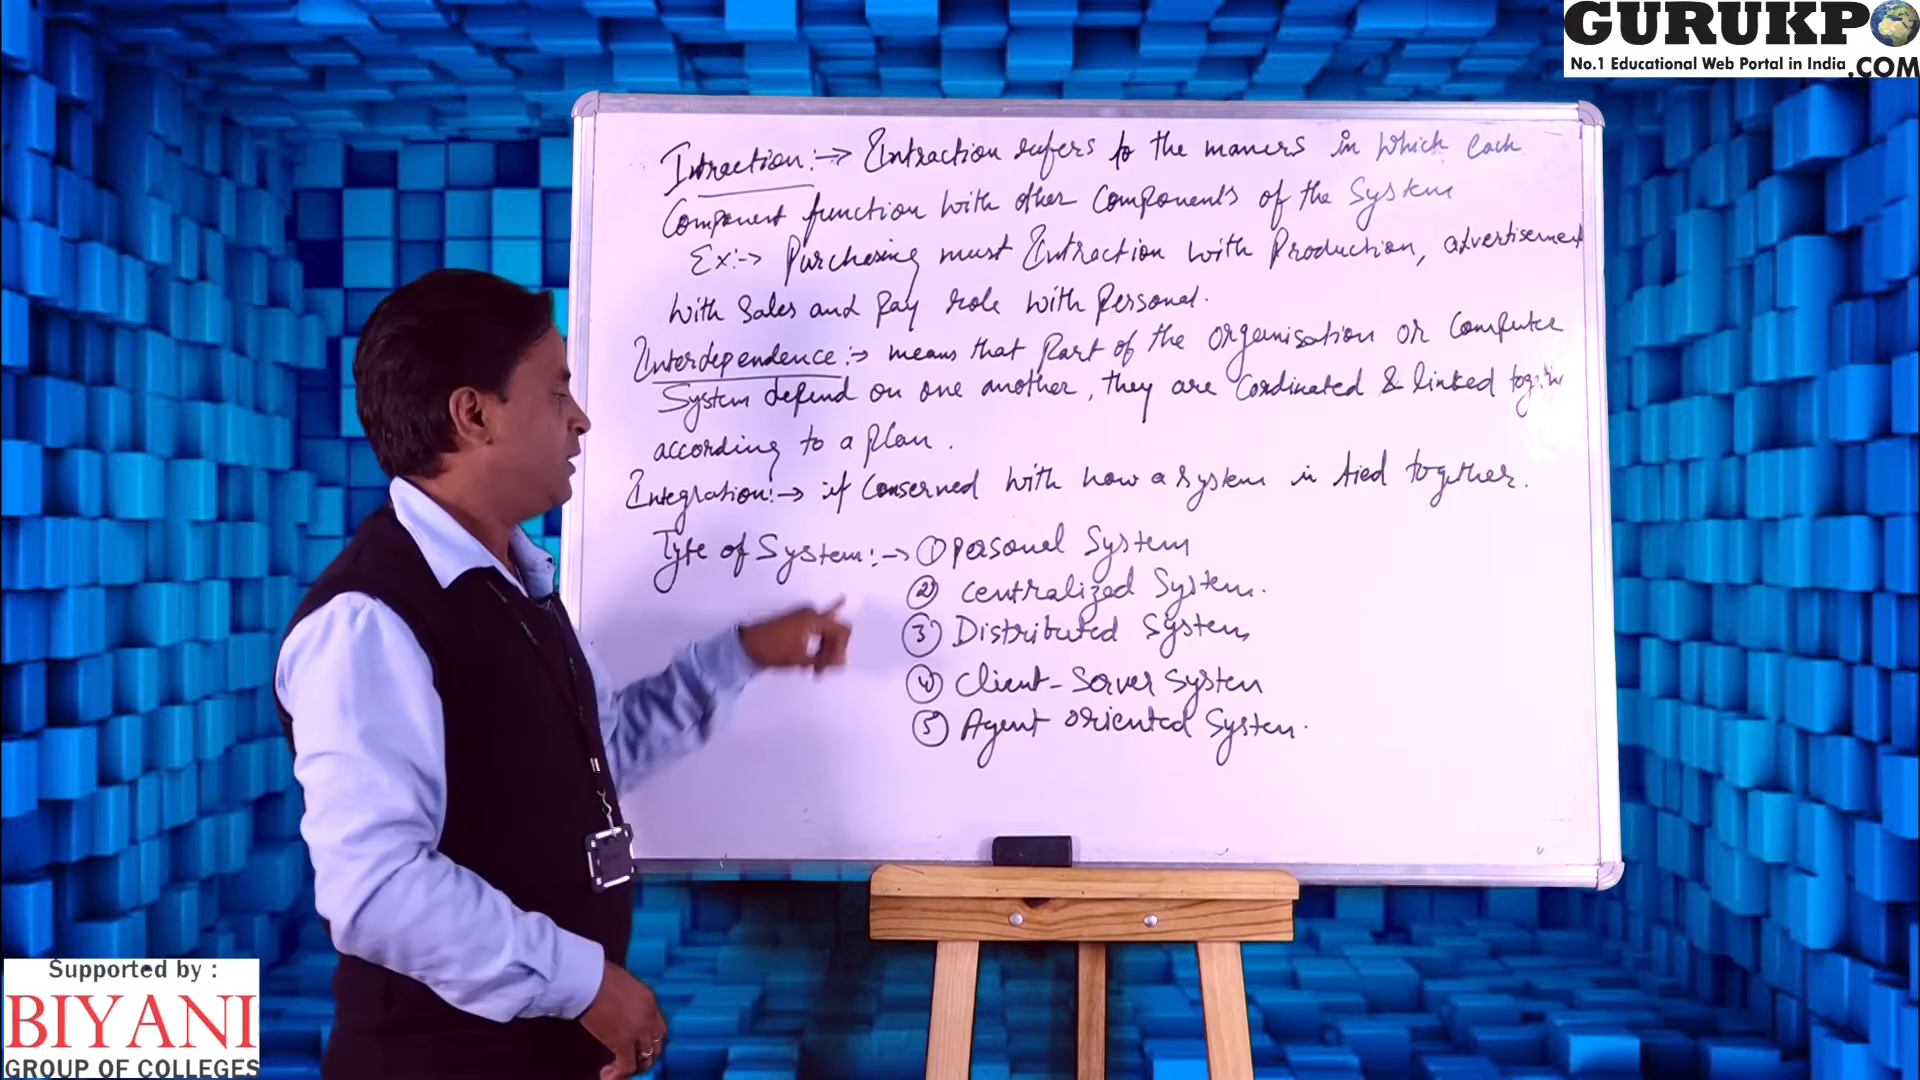 GURUKPO
No.1 Educational Web Portal in India .COM
Intraction:→ Intraction refers to the maners in which each
Component function with other Components of the System
Ex:→ Purchasing must Intraction with Production, advertisement
with Sales and Pay role with Personal.
Interdependence:→ means that Part of the Organisation or Computer
System depend on one another, they are Cordinated & linked together
according to a Plan.
Integration:→ if Conserned with how a system is tied together.
Type of System:→ ① Personal System
② Centralized System.
③ Distributed System
④ Client-Server System
⑤ Agent oriented System.
Supported by :
BIYANI
GROUP OF COLLEGES